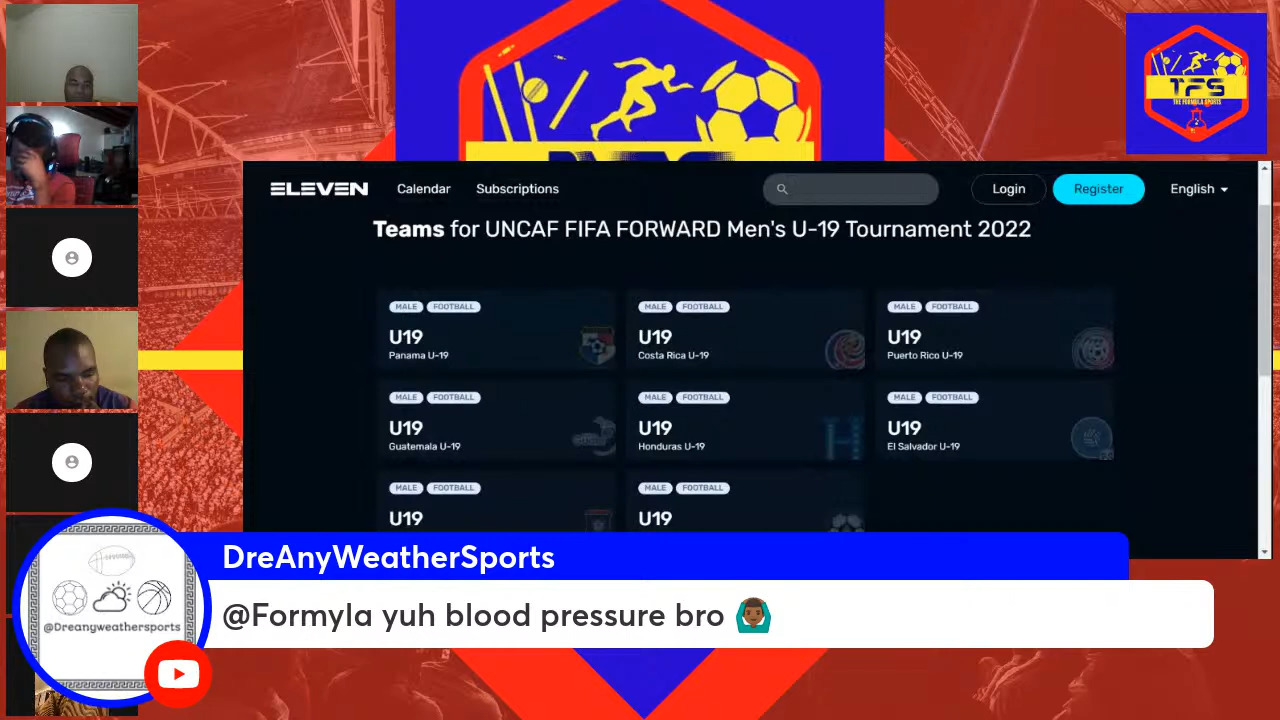 TFS
THE FORMULA SPORTS
ELEVEN
Calendar
Subscriptions
Login
Register
English
Teams for UNCAF FIFA FORWARD Men's U-19 Tournament 2022
MALE FOOTBALL
U19
Panama U-19
MALE FOOTBALL
U19
Costa Rica U-19
MALE FOOTBALL
U19
Puerto Rico U-19
MALE FOOTBALL
U19
Guatemala U-19
MALE FOOTBALL
U19
Honduras U-19
MALE FOOTBALL
U19
El Salvador U-19
MALE FOOTBALL
U19
MALE FOOTBALL
U19
@Dreanyweathersports
DreAnyWeatherSports
@Formyla yuh blood pressure bro 🙆🏾‍♂️